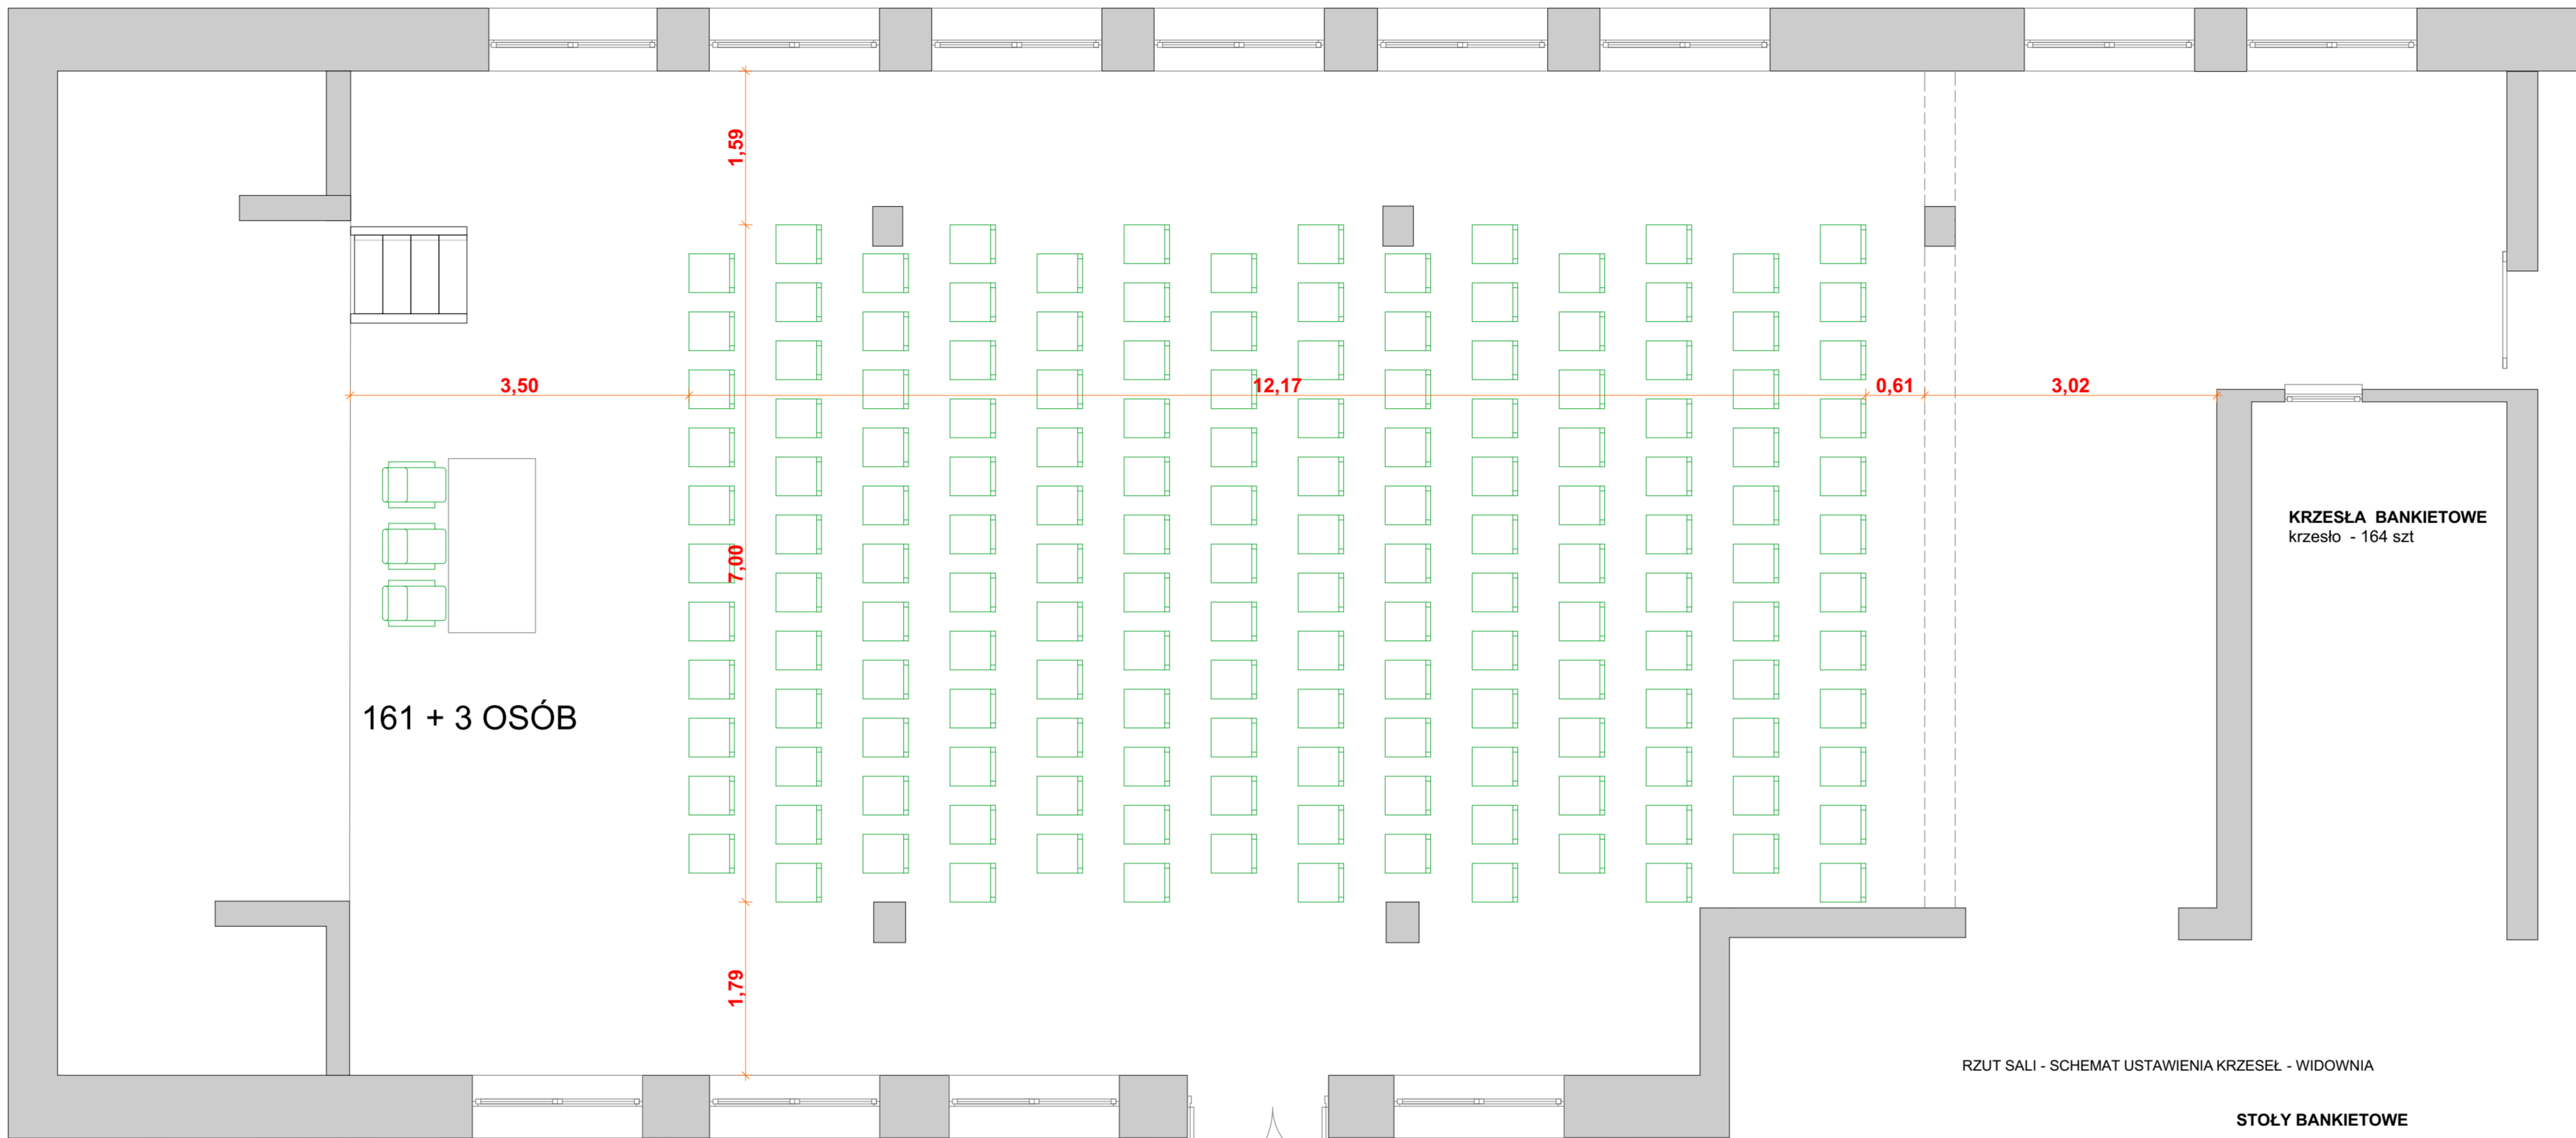 1,59
3,50
12,17
0,61
3,02
KRZESŁA BANKIETOWE
krzesło - 164 szt
7,00
161 + 3 OSÓB
1,79
RZUT SALI - SCHEMAT USTAWIENIA KRZESEŁ - WIDOWNIA
STOŁY BANKIETOWE